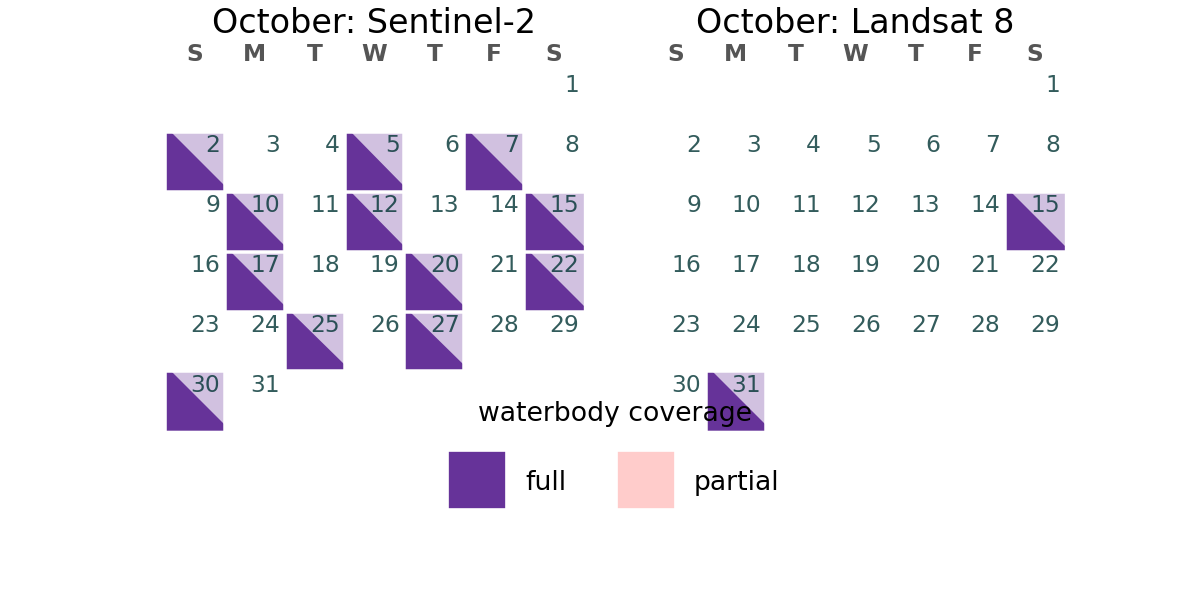 October: Sentinel-2
S M T W T F S
1
2 3 4 5 6 7 8
9 10 11 12 13 14 15
16 17 18 19 20 21 22
23 24 25 26 27 28 29
30 31
October: Landsat 8
S M T W T F S
1
2 3 4 5 6 7 8
9 10 11 12 13 14 15
16 17 18 19 20 21 22
23 24 25 26 27 28 29
30 31
waterbody coverage
full partial